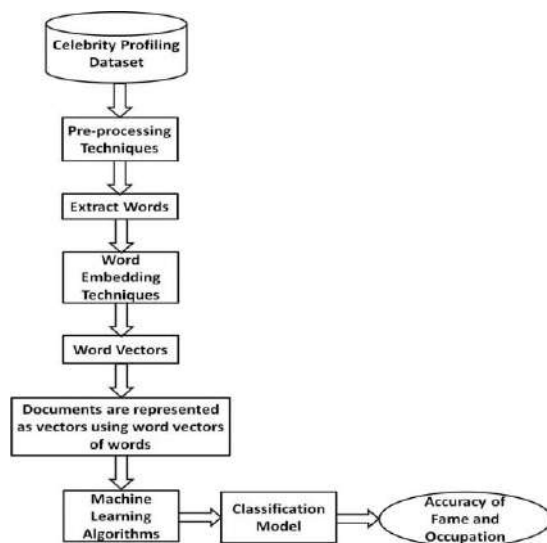 Celebrity Profiling
Dataset
Pre-processing
Techniques
Extract Words
Word
Embedding
Techniques
Word Vectors
Documents are represented
as vectors using word vectors
of words
Machine
Learning
Algorithms
Classification
Model
Accuracy of
Fame and
Occupation